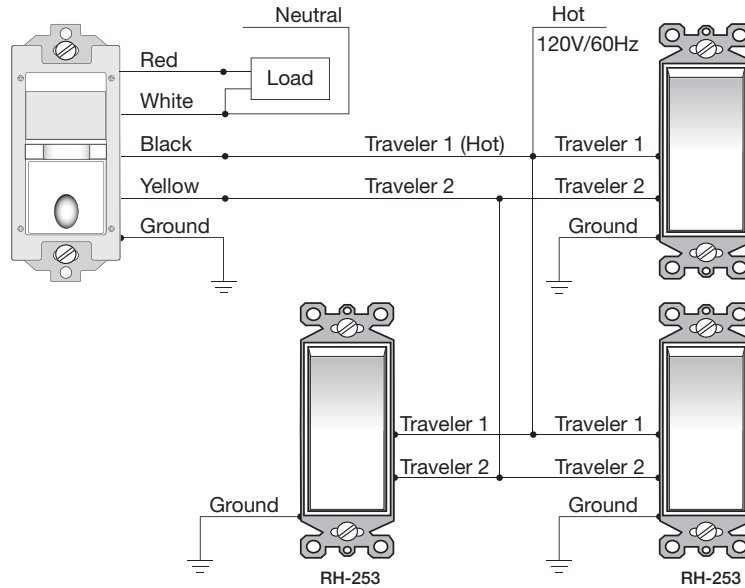 Neutral
Hot
120V/60Hz
Red
Load
White
Black
Traveler 1 (Hot)
Traveler 1
Yellow
Traveler 2
Traveler 2
Ground
Ground
Traveler 1
Traveler 1
Traveler 2
Traveler 2
Ground
Ground
RH-253
RH-253